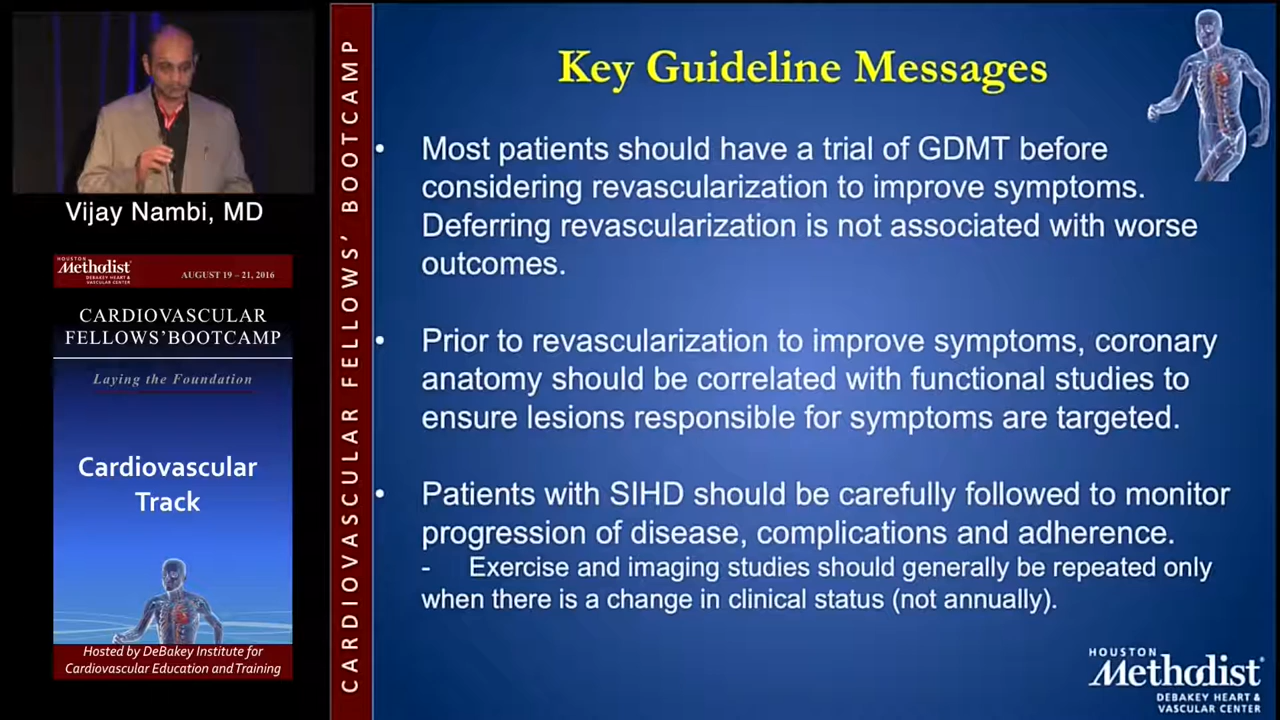 Vijay Nambi, MD
HOUSTON
Methodist
DEBAKEY HEART &
VASCULAR CENTER
AUGUST 19 – 21, 2016
CARDIOVASCULAR
FELLOWS’BOOTCAMP
Laying the Foundation
Cardiovascular
Track
Hosted by DeBakey Institute for
Cardiovascular Education and Training
CARDIOVASCULAR FELLOWS’ BOOTCAMP
Key Guideline Messages
• Most patients should have a trial of GDMT before
considering revascularization to improve symptoms.
Deferring revascularization is not associated with worse
outcomes.
• Prior to revascularization to improve symptoms, coronary
anatomy should be correlated with functional studies to
ensure lesions responsible for symptoms are targeted.
• Patients with SIHD should be carefully followed to monitor
progression of disease, complications and adherence.
- Exercise and imaging studies should generally be repeated only
when there is a change in clinical status (not annually).
HOUSTON
Methodist
DEBAKEY HEART &
VASCULAR CENTER